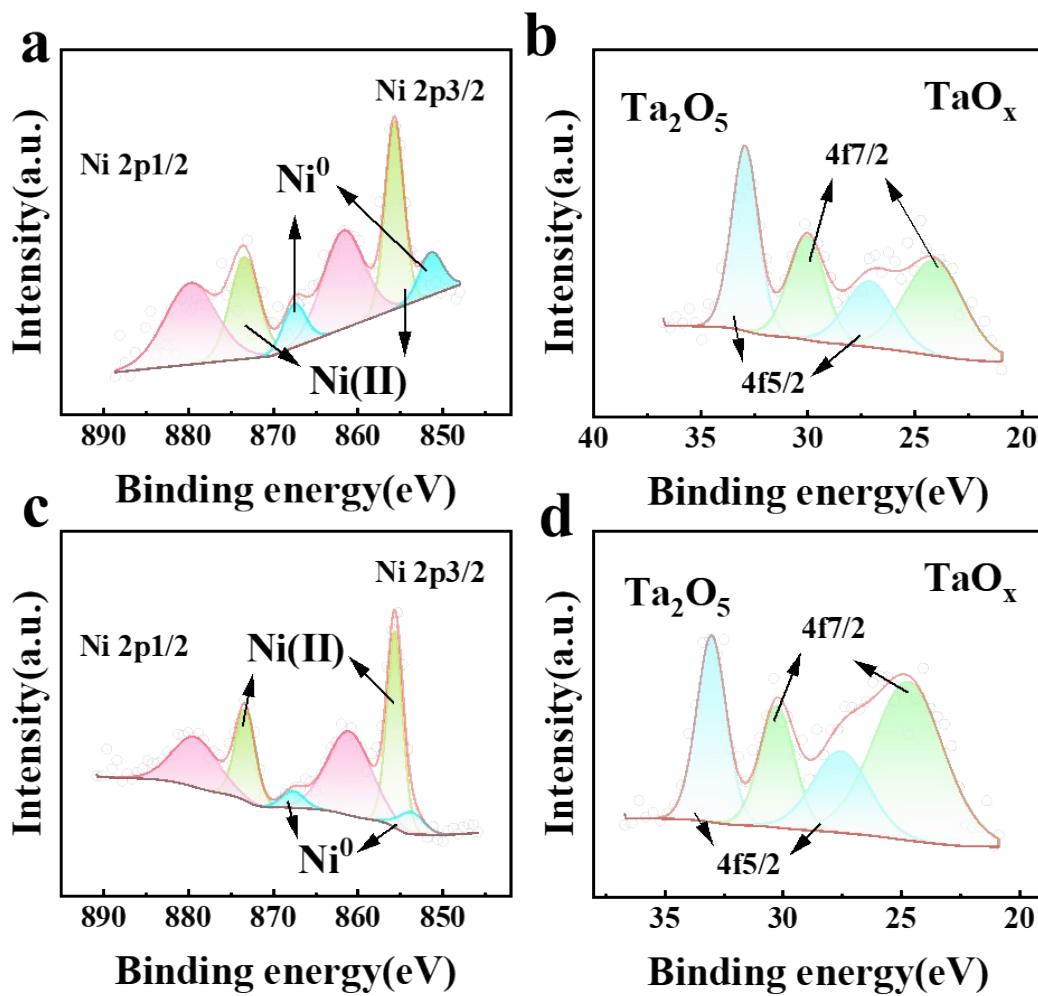 a
Ni 2p3/2
Ni 2p1/2
Ni⁰
Ni(II)
Intensity(a.u.)
890 880 870 860 850
Binding energy(eV)
b
Ta₂O₅
TaOₓ
4f7/2
4f5/2
Intensity(a.u.)
40 35 30 25 20
Binding energy(eV)
c
Ni 2p3/2
Ni 2p1/2
Ni(II)
Ni⁰
Intensity(a.u.)
890 880 870 860 850
Binding energy(eV)
d
Ta₂O₅
TaOₓ
4f7/2
4f5/2
Intensity(a.u.)
35 30 25 20
Binding energy(eV)